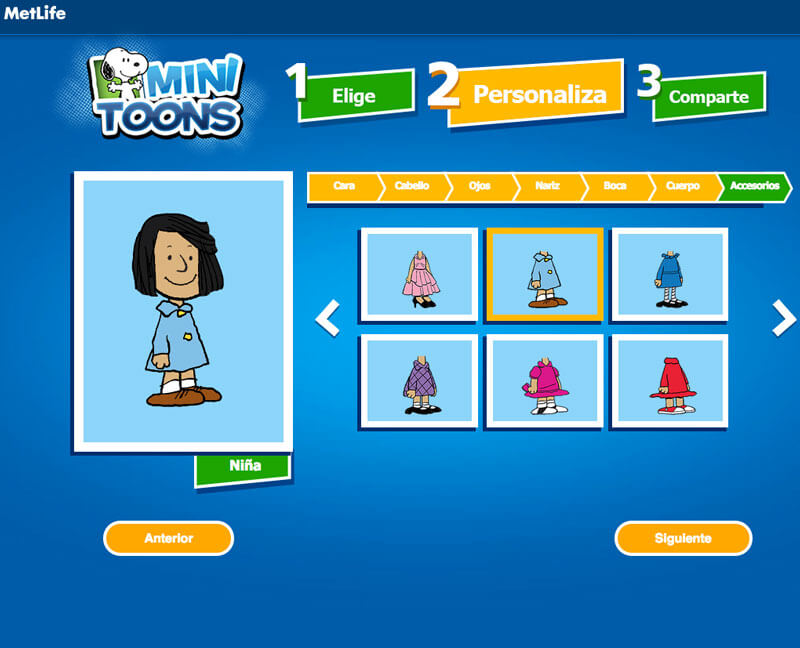 MetLife
MINI
TOONS
1 Elige
2 Personaliza
3 Comparte
Cara
Cabello
Ojos
Nariz
Boca
Cuerpo
Accesorios
Niña
Anterior
Siguiente